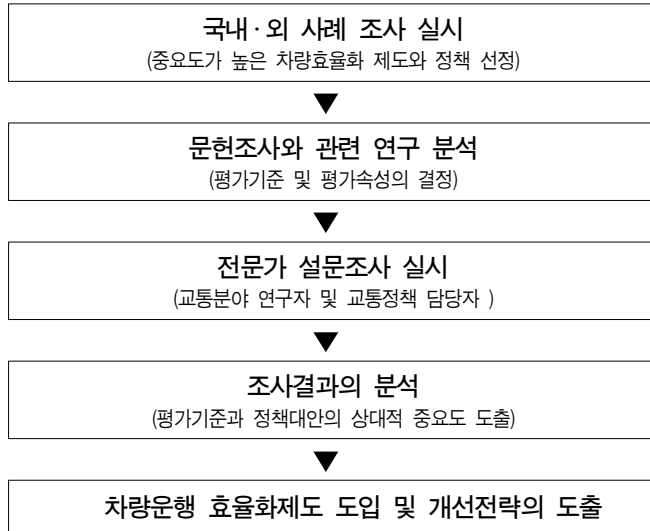 국내·외 사례 조사 실시
(중요도가 높은 차량효율화 제도와 정책 선정)
▼
문헌조사와 관련 연구 분석
(평가기준 및 평가속성의 결정)
▼
전문가 설문조사 실시
(교통분야 연구자 및 교통정책 담당자 )
▼
조사결과의 분석
(평가기준과 정책대안의 상대적 중요도 도출)
▼
차량운행 효율화제도 도입 및 개선전략의 도출